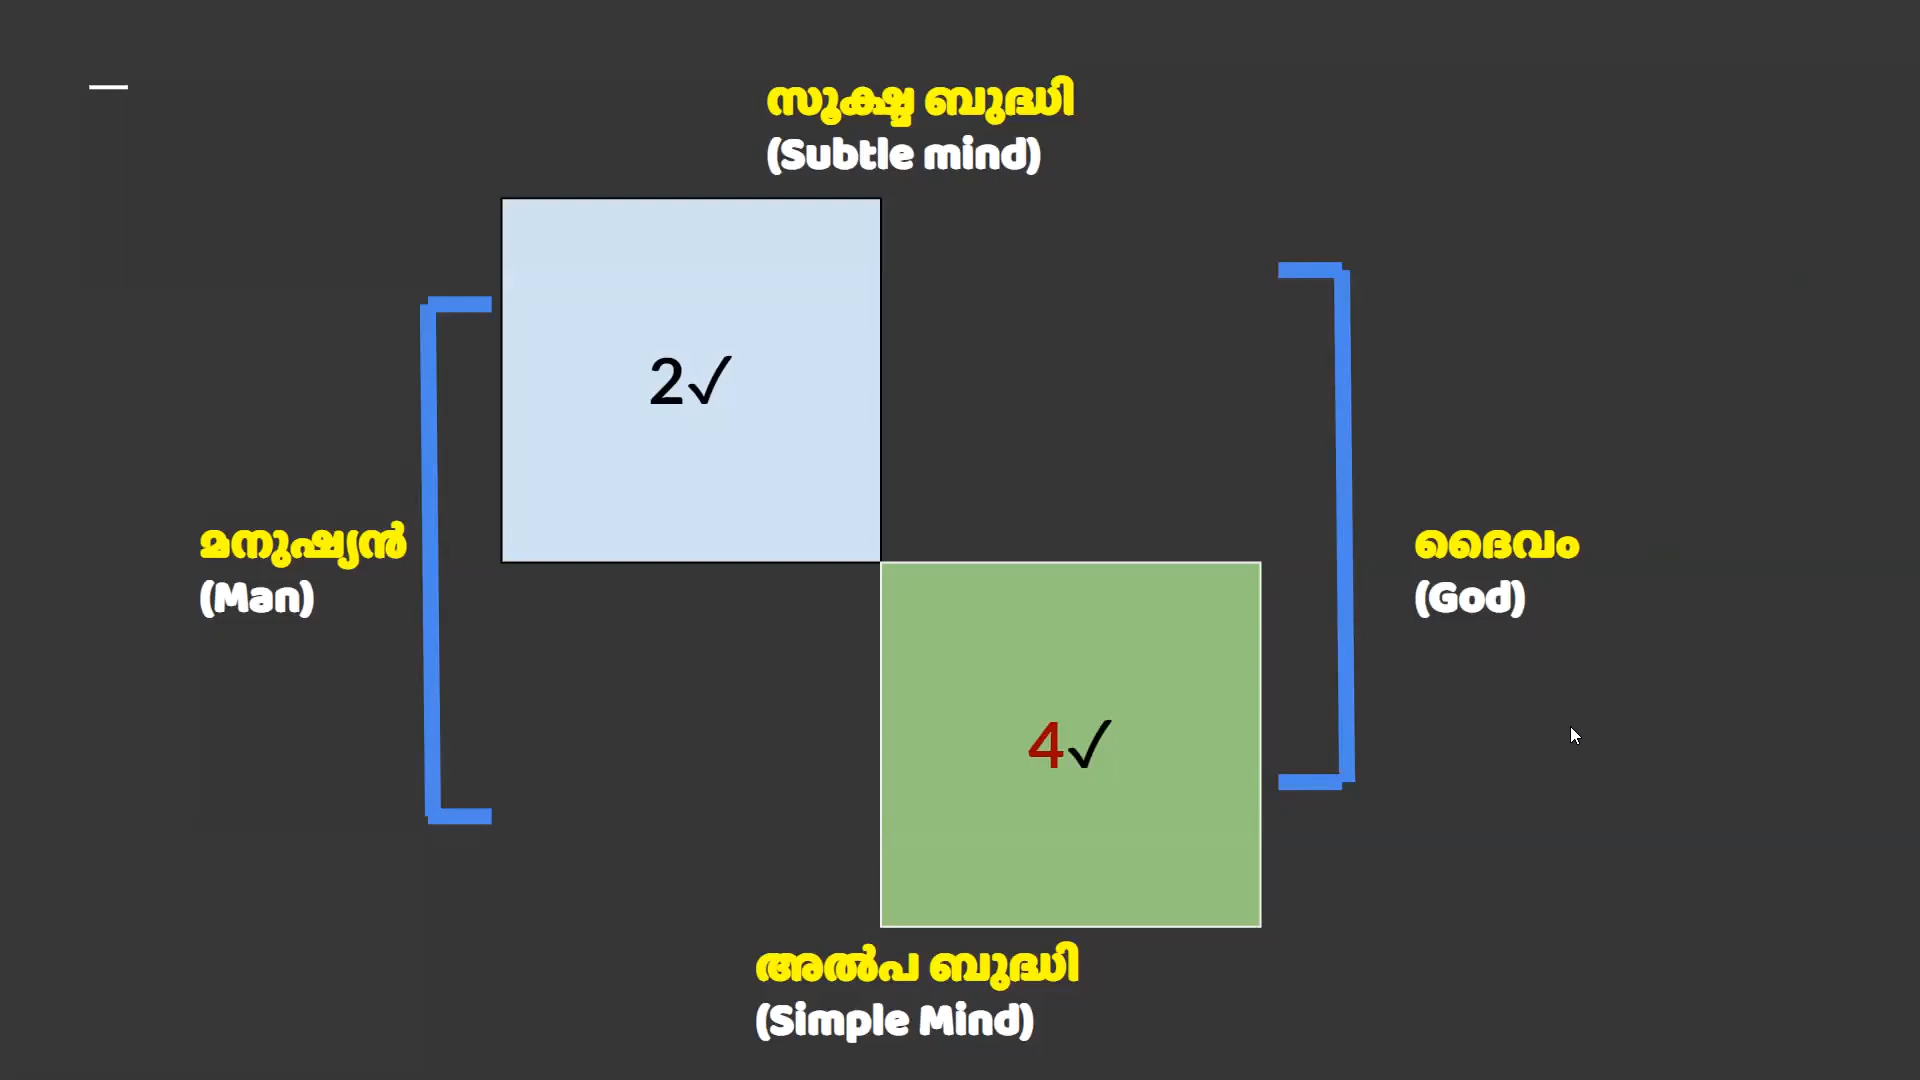 സൂക്ഷ്മ ബുദ്ധി
(Subtle mind)
2✓
മനുഷ്യൻ
(Man)
ദൈവം
(God)
4✓
അൽപ ബുദ്ധി
(Simple Mind)